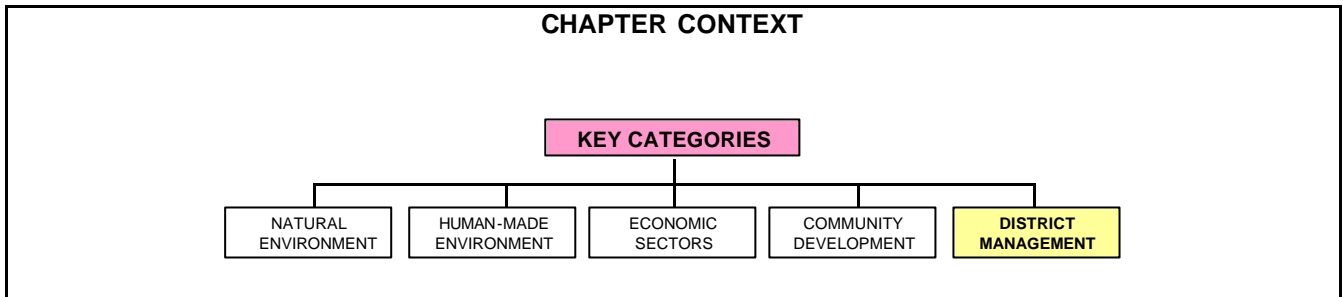 CHAPTER CONTEXT
KEY CATEGORIES
NATURAL
ENVIRONMENT
HUMAN-MADE
ENVIRONMENT
ECONOMIC
SECTORS
COMMUNITY
DEVELOPMENT
DISTRICT
MANAGEMENT